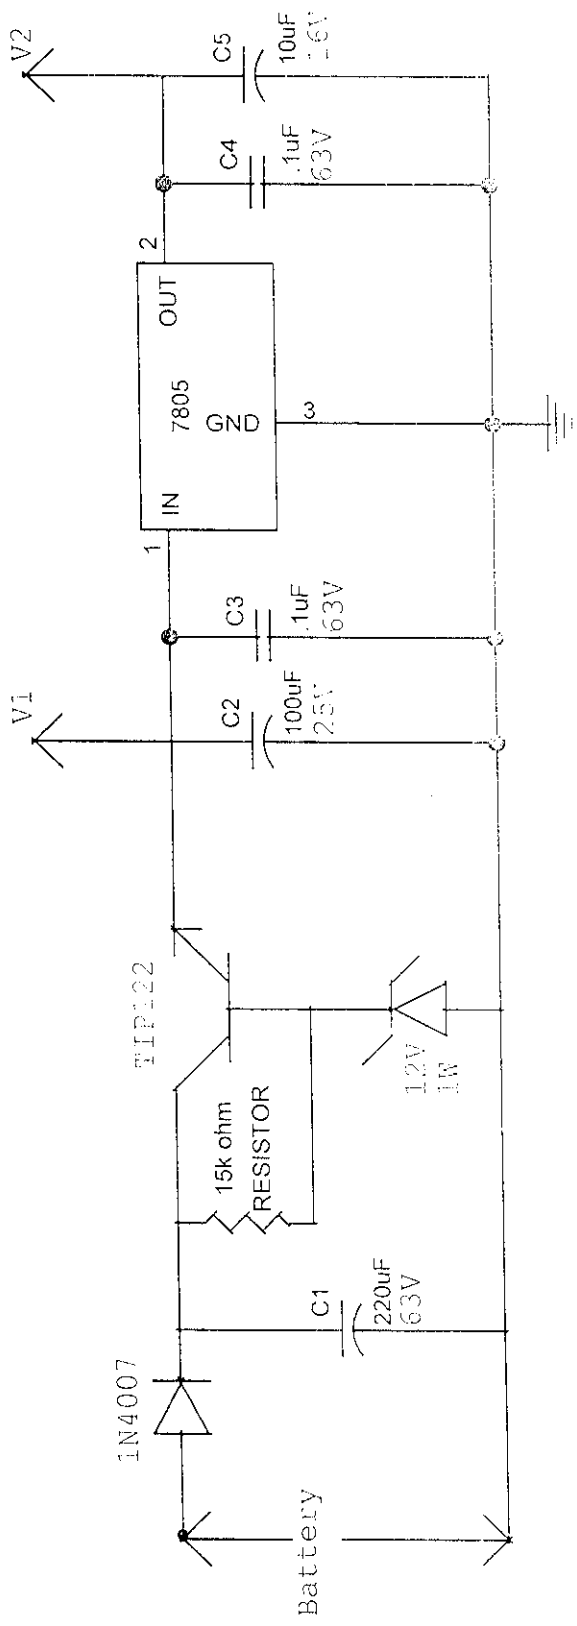 Battery
1N4007
C1
220uF
63V
15k ohm
RESISTOR
TIP122
12V
1W
V1
C2
100uF
25V
C3
.1uF
63V
1
IN
7805
GND
OUT
2
3
C4
.1uF
63V
V2
C5
10uF
16V